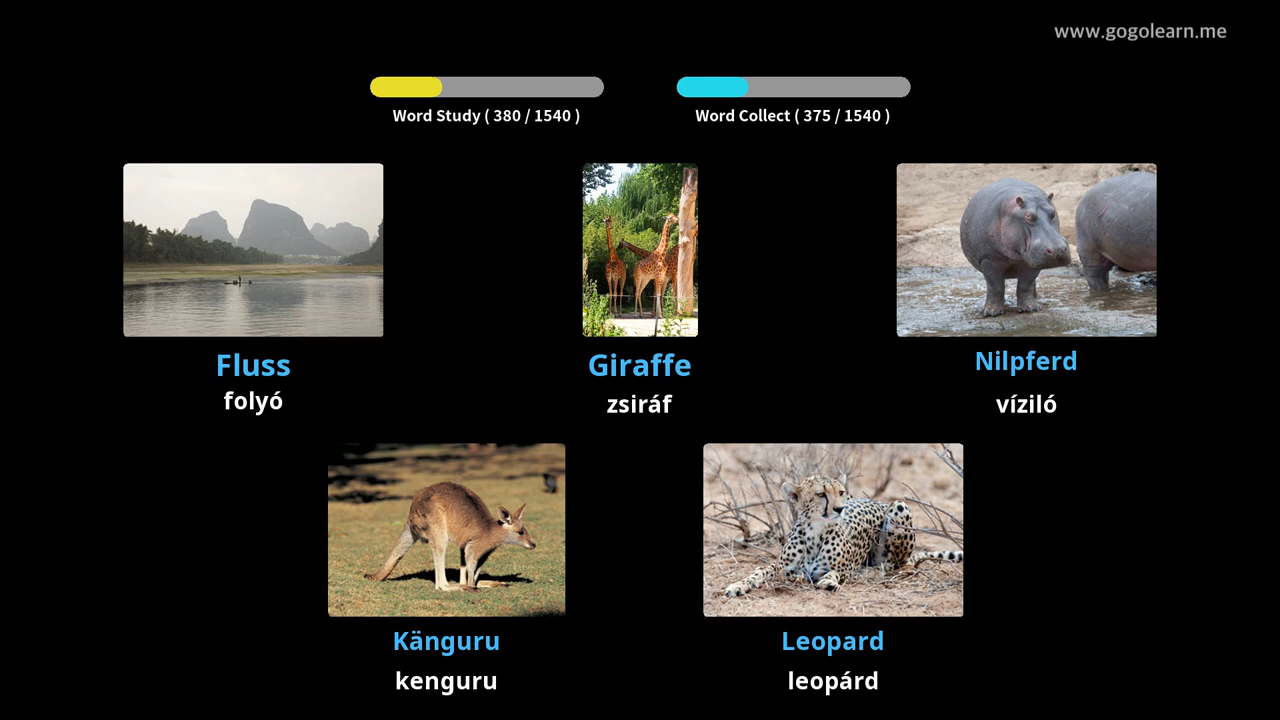 www.gogolearn.me
Word Study ( 380 / 1540 )
Word Collect ( 375 / 1540 )
Fluss
folyó
Giraffe
zsiráf
Nilpferd
víziló
Känguru
kenguru
Leopard
leopárd